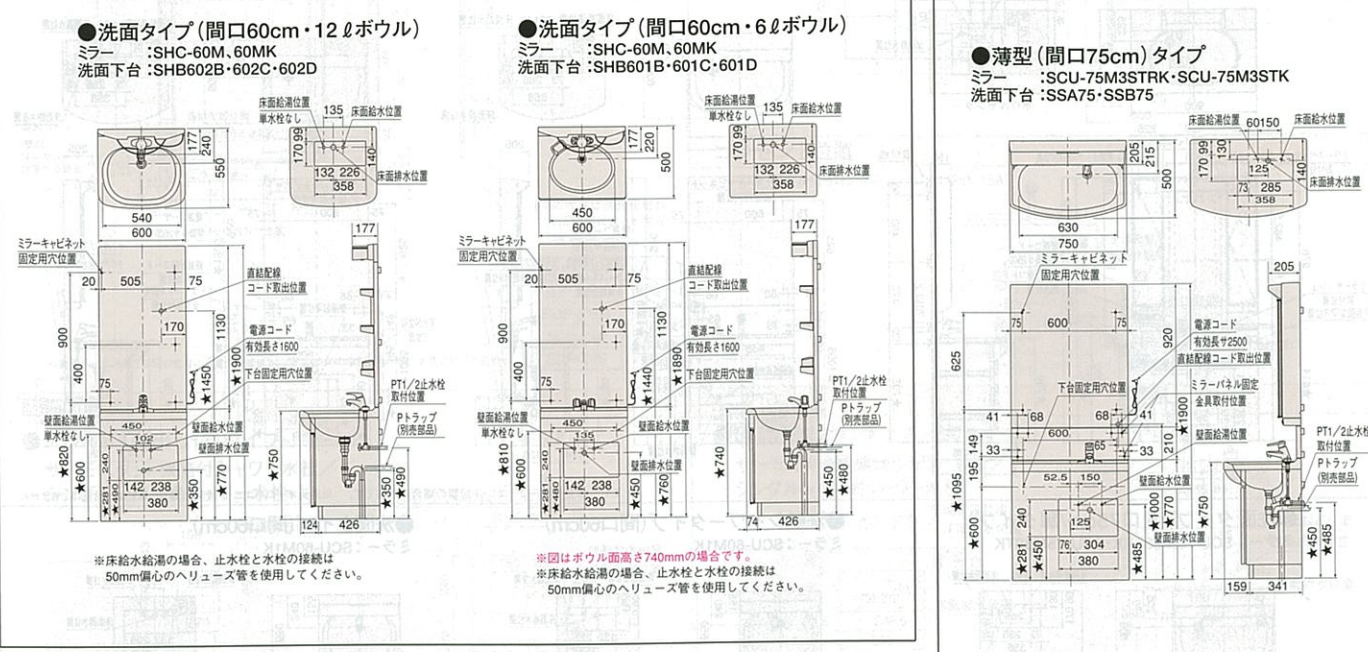 ●洗面タイプ(間口60cm・12ℓボウル)
ミラー　:SHC-60M、60MK
洗面下台:SHB602B・602C・602D
床面給湯位置
単水栓なし
135
床面給水位置
177
240
550
170
99
140
132
226
358
床面排水位置
540
600
177
ミラーキャビネット
固定用穴位置
20
505
75
直結配線
コード取出位置
170
900
400
1130
★1900
★1450
電源コード
有効長さ1600
下台固定用穴位置
75
PT1/2止水栓
取付位置
Pトラップ
(別売部品)
壁面給湯位置
単水栓なし
450
102
壁面給水位置
壁面排水位置
★820
★600
240
★281
★490
142
238
380
★350
★770
★750
★350
★490
124
426
※床給水給湯の場合、止水栓と水栓の接続は
50mm偏心のヘリューズ管を使用してください。
●洗面タイプ(間口60cm・6ℓボウル)
ミラー　:SHC-60M、60MK
洗面下台:SHB601B・601C・601D
床面給湯位置
単水栓なし
135
床面給水位置
177
220
500
170
99
140
132
226
358
床面排水位置
450
600
177
ミラーキャビネット
固定用穴位置
20
505
75
直結配線
コード取出位置
170
900
400
1130
★1890
★1440
電源コード
有効長さ1600
下台固定用穴位置
75
PT1/2止水栓
取付位置
Pトラップ
(別売部品)
壁面給湯位置
単水栓なし
450
135
壁面給水位置
壁面排水位置
★810
★600
240
★281
★480
142
238
380
★450
★760
★740
★450
★480
74
426
※図はボウル面高さ740mmの場合です。
※床給水給湯の場合、止水栓と水栓の接続は
50mm偏心のヘリューズ管を使用してください。
●薄型(間口75cm)タイプ
ミラー　:SCU-75M3STRK・SCU-75M3STK
洗面下台:SSA75・SSB75
床面給湯位置
60150
床面給水位置
205
215
500
170
99
130
125
140
73
285
358
床面排水位置
630
750
ミラーキャビネット
固定用穴位置
205
75
600
75
625
920
電源コード
有効長サ2500
直結配線コード取出位置
下台固定用穴位置
ミラーパネル固定
金具取付位置
41
68
68
41
★1900
壁面給湯位置
600
65
210
149
33
33
195
PT1/2止水栓
取付位置
Pトラップ
(別売部品)
52.5
150
壁面給水位置
★1095
★600
240
125
★1000
★770
★750
壁面排水位置
★281
★450
76
304
380
★485
★450
★485
159
341